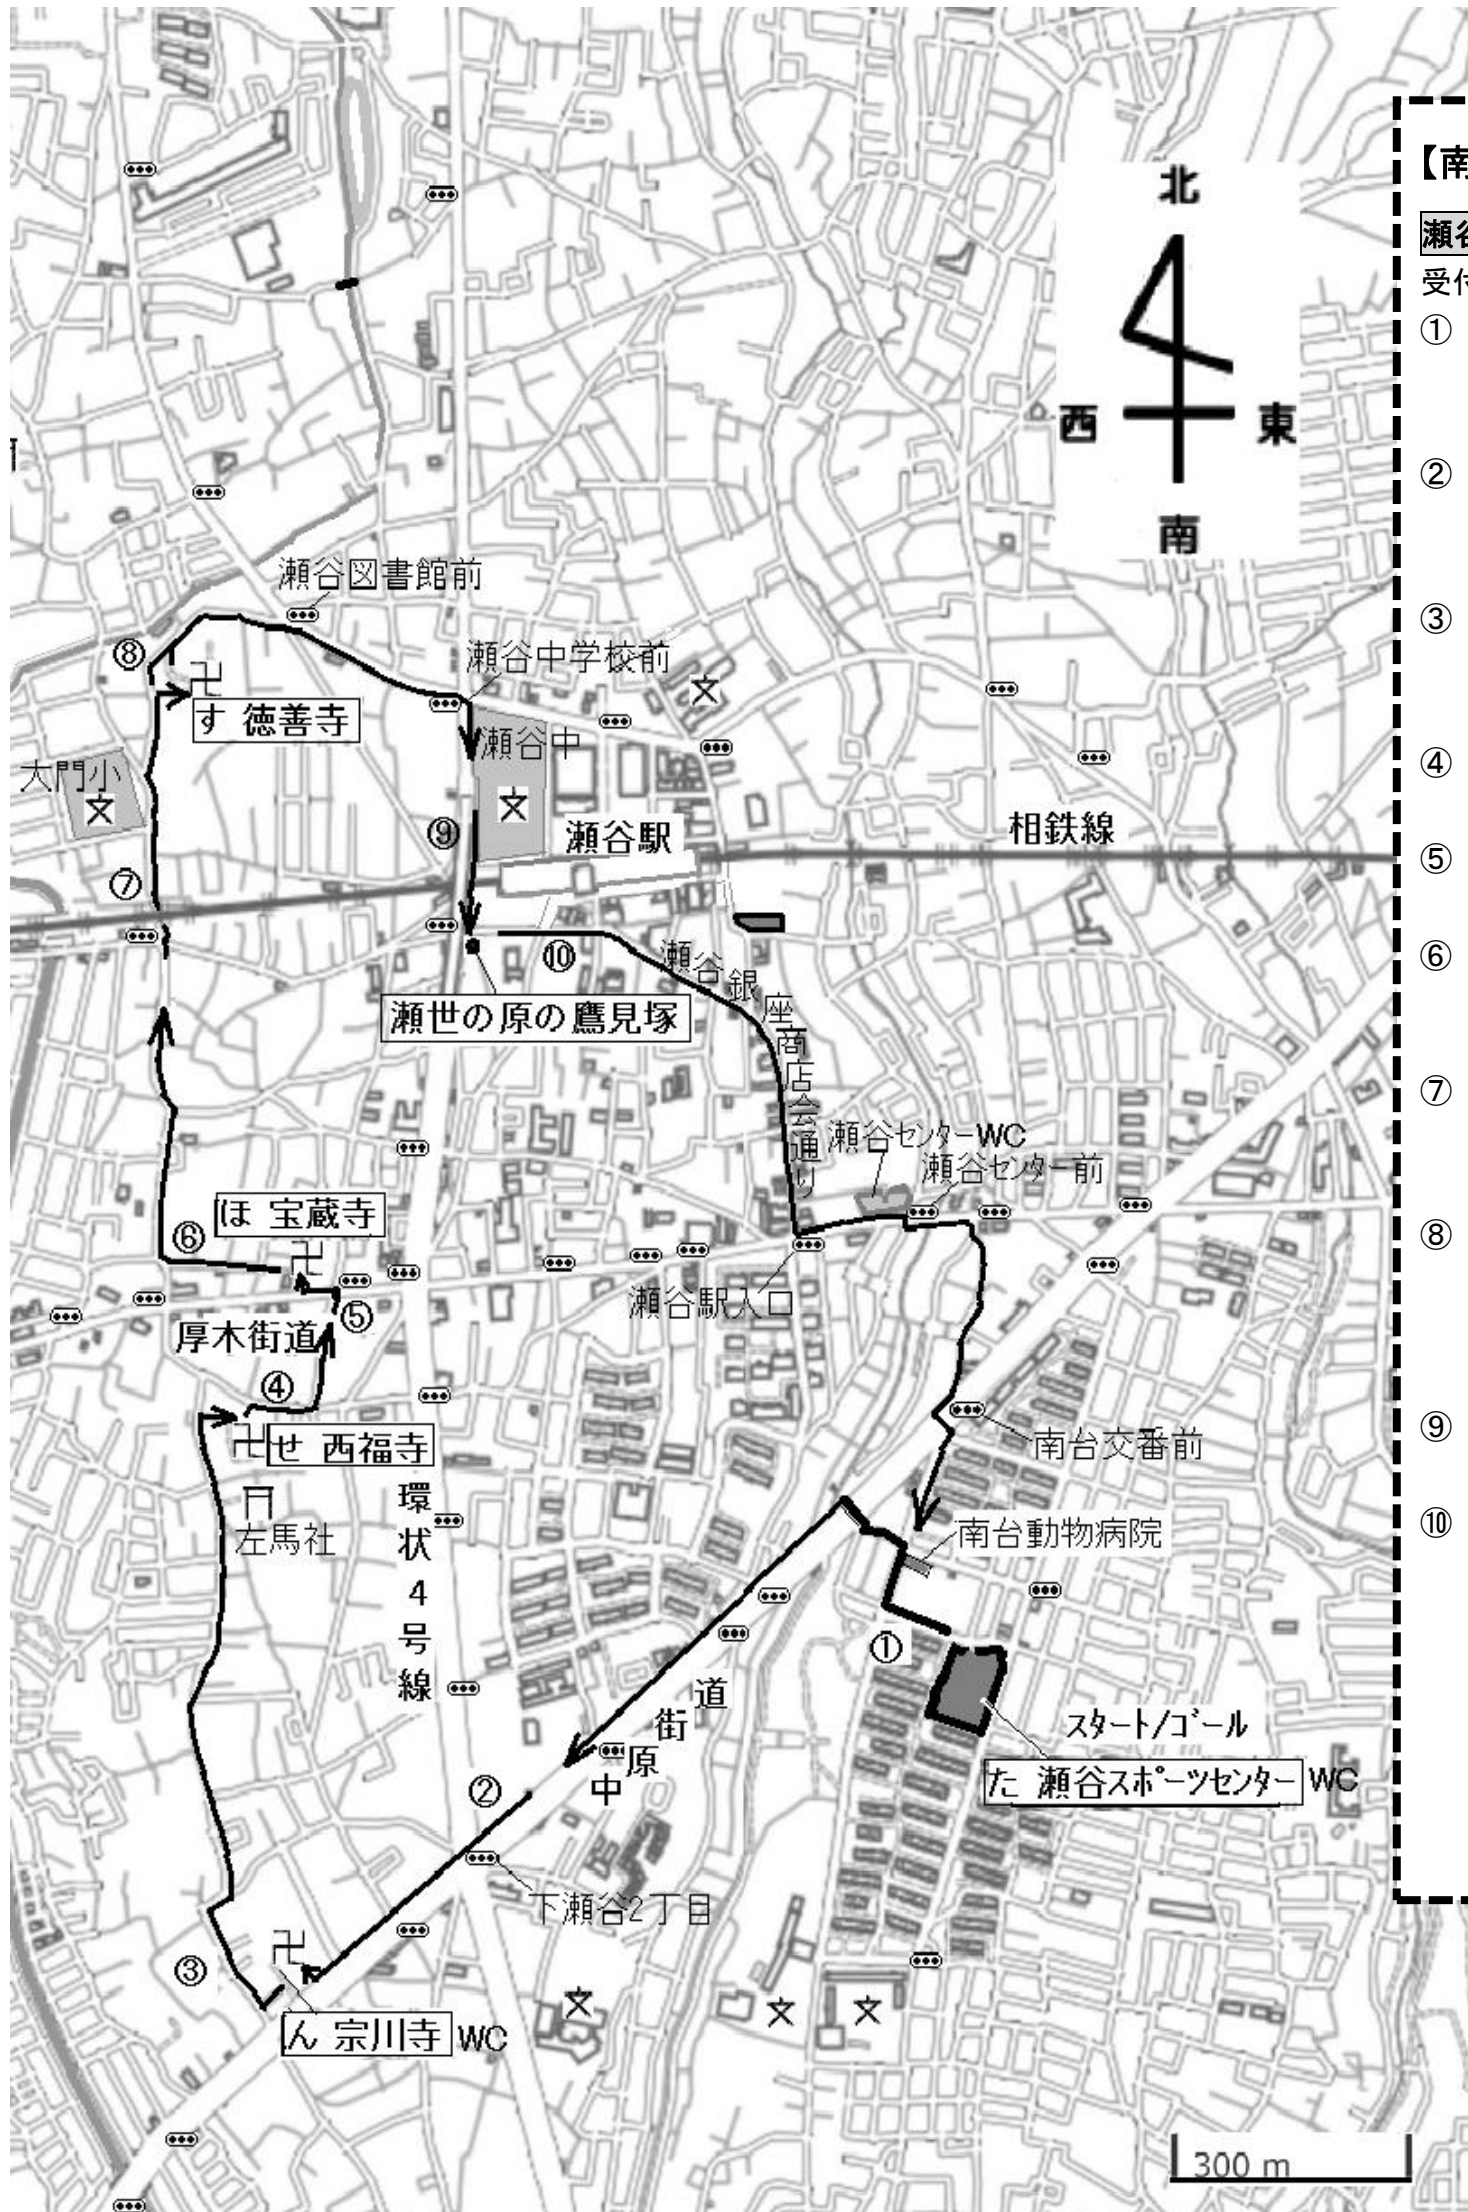 北
西
東
南
瀬谷図書館前
⑧
瀬谷中学校前
す 徳善寺
瀬谷中
大門小
文
文
文
⑨
瀬谷駅
相鉄線
⑦
⑩
瀬谷銀座商店会通り
瀬世の原の鷹見塚
瀬谷センターWC
瀬谷センター前
ほ 宝蔵寺
⑥
瀬谷駅入口
⑤
厚木街道
④
せ 西福寺
南台交番前
環状4号線
左馬社
南台動物病院
①
中原街道
スタート/ゴール
た 瀬谷スポーツセンター WC
②
下瀬谷2丁目
③
文
文
文
ん 宗川寺 WC
300 m
【南
瀬谷
受付
①
②
③
④
⑤
⑥
⑦
⑧
⑨
⑩